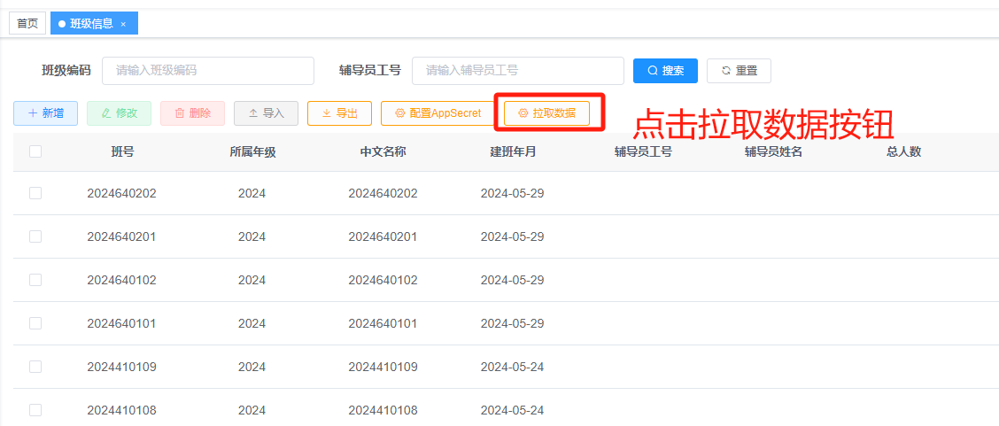 首页 班级信息 ×
班级编码 请输入班级编码 辅导员工号 请输入辅导员工号 搜索 重置
新增 修改 删除 导入 导出 配置AppSecret 拉取数据 点击拉取数据按钮
班号 所属年级 中文名称 建班年月 辅导员工号 辅导员姓名 总人数
2024640202 2024 2024640202 2024-05-29
2024640201 2024 2024640201 2024-05-29
2024640102 2024 2024640102 2024-05-29
2024640101 2024 2024640101 2024-05-29
2024410109 2024 2024410109 2024-05-24
2024410108 2024 2024410108 2024-05-24